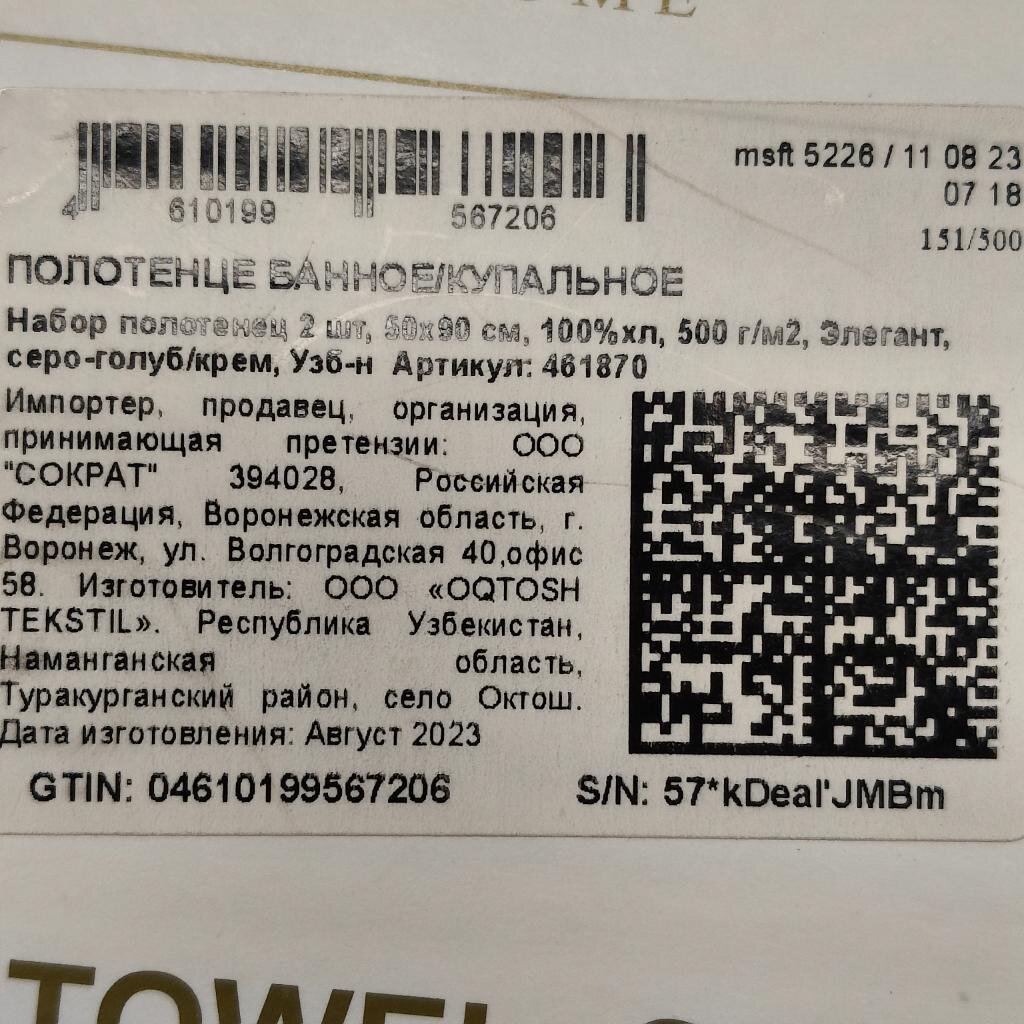 OME
msft 5226 / 11 08 23
07 18
151/500
4 610199 567206
ПОЛОТЕНЦЕ БАННОЕ/КУПАЛЬНОЕ
Набор полотенец 2 шт, 50х90 см, 100%хл, 500 г/м2, Элегант,
серо-голуб/крем, Узб-н Артикул: 461870
Импортер, продавец, организация,
принимающая претензии: ООО
"СОКРАТ" 394028, Российская
Федерация, Воронежская область, г.
Воронеж, ул. Волгоградская 40,офис
58. Изготовитель: ООО «OQTOSH
TEKSTIL». Республика Узбекистан,
Наманганская область,
Туракурганский район, село Октош.
Дата изготовления: Август 2023
GTIN: 04610199567206
S/N: 57*kDeal'JMBm
TOWEL